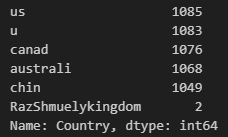 us 1085
u 1083
canad 1076
australi 1068
chin 1049
RazShmuelykingdom 2
Name: Country, dtype: int64